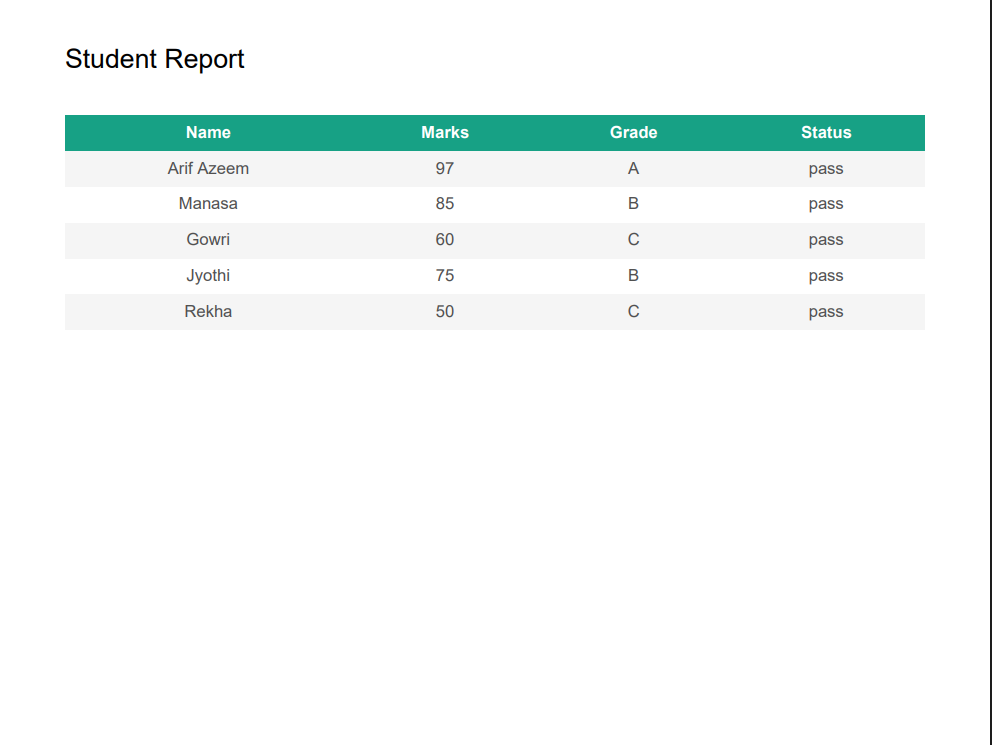 Student Report
Name Marks Grade Status
Arif Azeem 97 A pass
Manasa 85 B pass
Gowri 60 C pass
Jyothi 75 B pass
Rekha 50 C pass